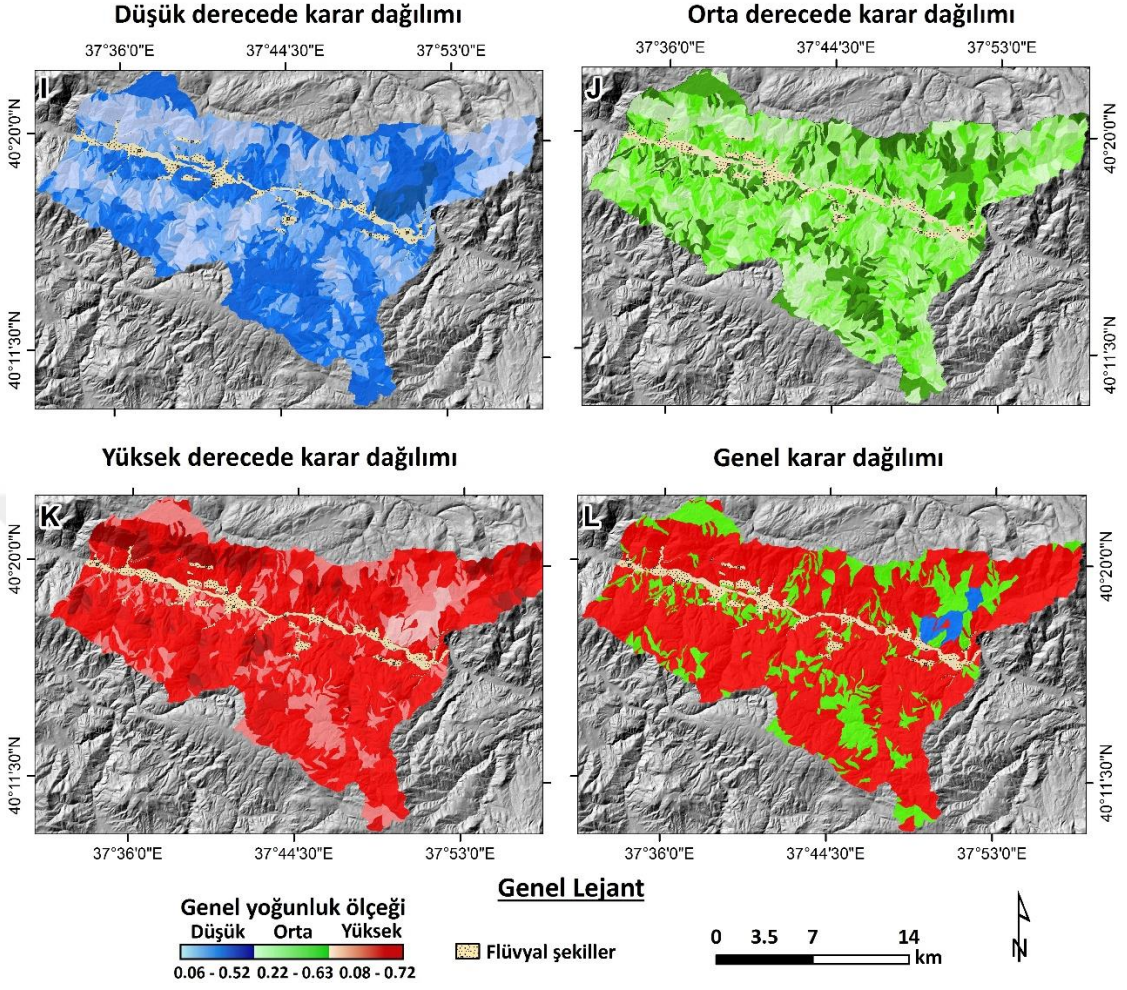 Düşük derecede karar dağılımı
Orta derecede karar dağılımı
37°36'0"E 37°44'30"E 37°53'0"E
37°36'0"E 37°44'30"E 37°53'0"E
I
J
40°20'0"N
40°11'30"N
40°20'0"N
40°11'30"N
Yüksek derecede karar dağılımı
Genel karar dağılımı
K
L
40°20'0"N
40°11'30"N
40°20'0"N
40°11'30"N
37°36'0"E 37°44'30"E 37°53'0"E
37°36'0"E 37°44'30"E 37°53'0"E
Genel Lejant
Genel yoğunluk ölçeği
Düşük Orta Yüksek
0.06 - 0.52 0.22 - 0.63 0.08 - 0.72
Flüvyal şekiller
0 3.5 7 14
km
N